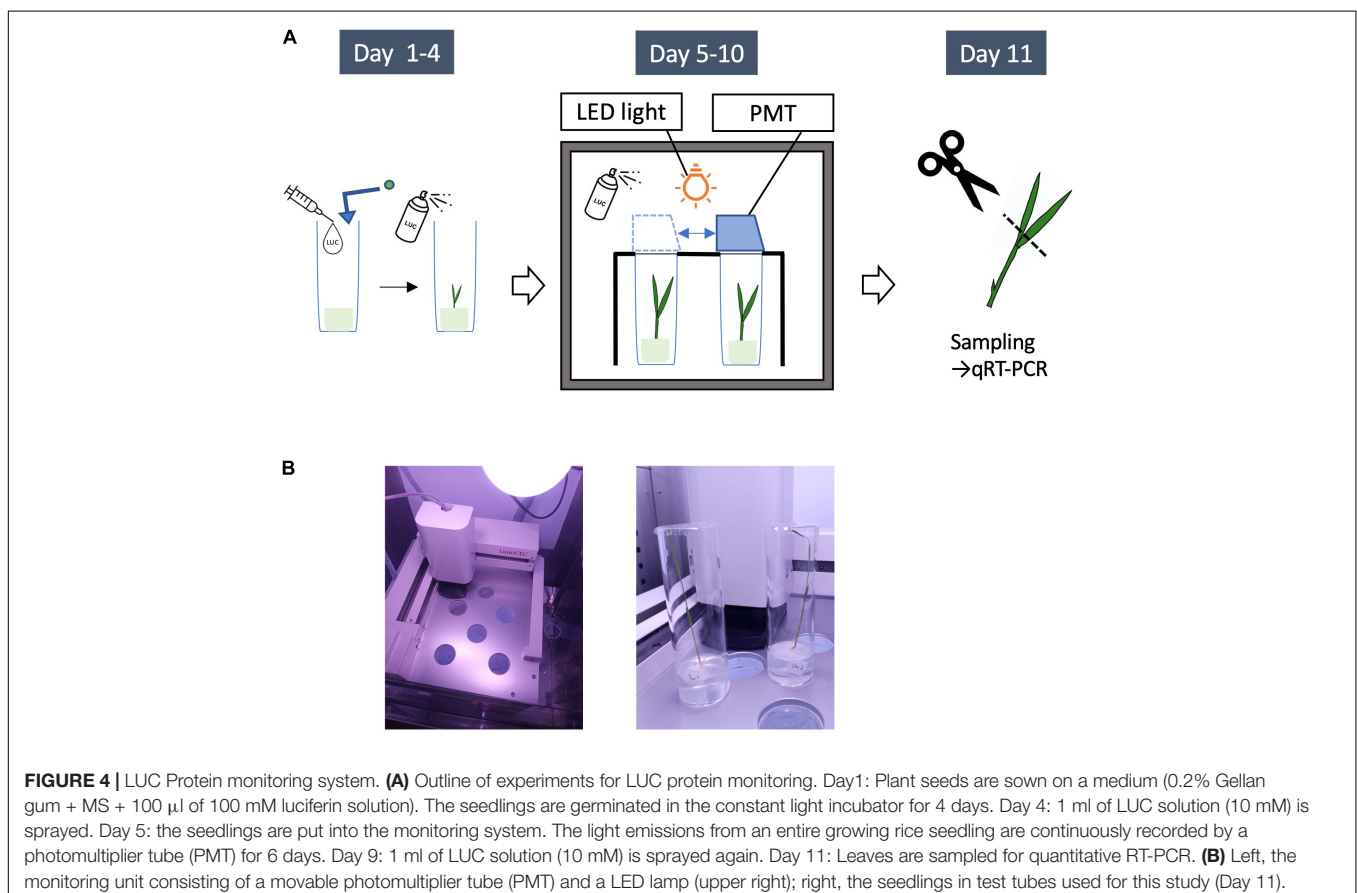 A
Day 1-4
Day 5-10
Day 11
LED light
PMT
LUC
LUC
LUC
Sampling
→qRT-PCR
B
FIGURE 4 | LUC Protein monitoring system. (A) Outline of experiments for LUC protein monitoring. Day1: Plant seeds are sown on a medium (0.2% Gellan
gum + MS + 100 μl of 100 mM luciferin solution). The seedlings are germinated in the constant light incubator for 4 days. Day 4: 1 ml of LUC solution (10 mM) is
sprayed. Day 5: the seedlings are put into the monitoring system. The light emissions from an entire growing rice seedling are continuously recorded by a
photomultiplier tube (PMT) for 6 days. Day 9: 1 ml of LUC solution (10 mM) is sprayed again. Day 11: Leaves are sampled for quantitative RT-PCR. (B) Left, the
monitoring unit consisting of a movable photomultiplier tube (PMT) and a LED lamp (upper right); right, the seedlings in test tubes used for this study (Day 11).